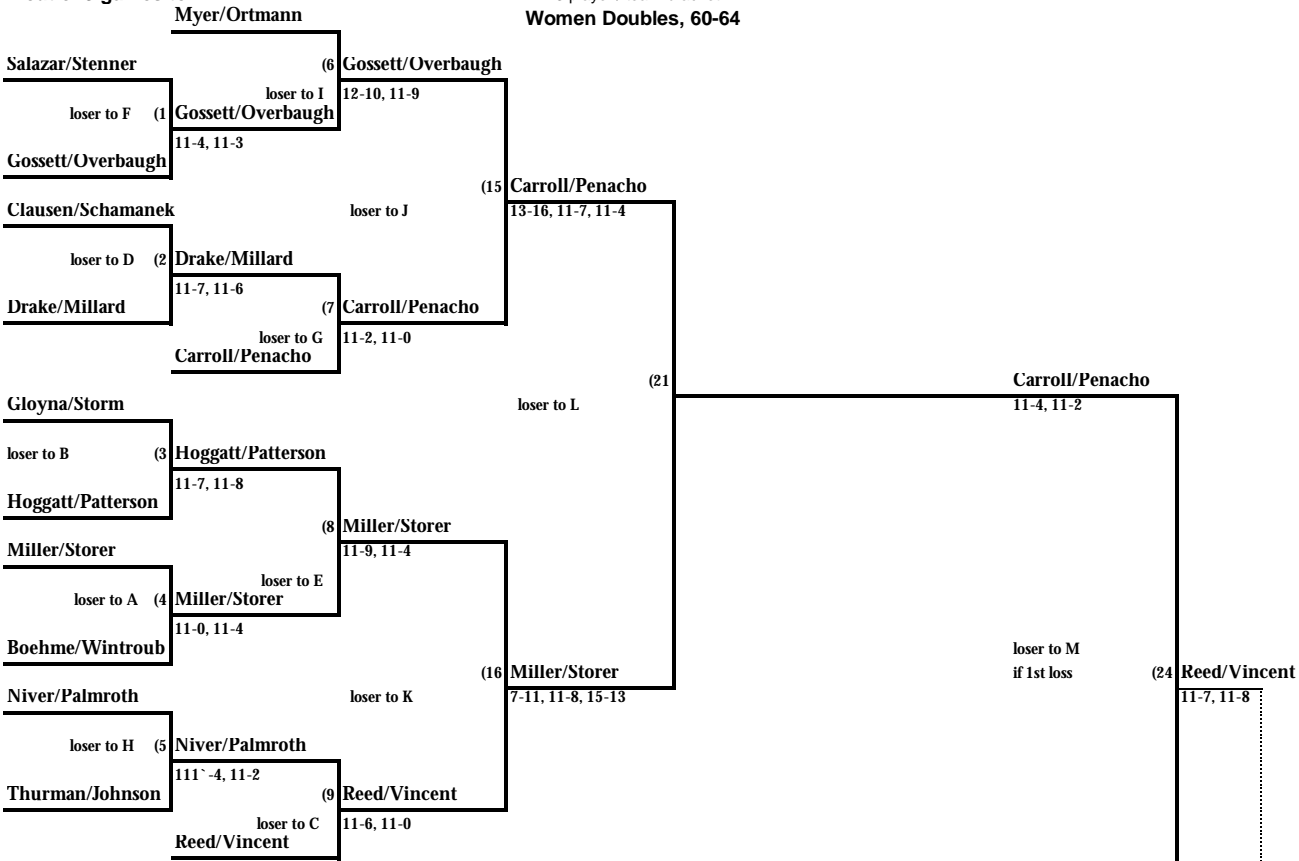 Myer/Ortmann
Women Doubles, 60-64
Salazar/Stenner
(6 Gossett/Overbaugh
loser to I 12-10, 11-9
loser to F (1 Gossett/Overbaugh
11-4, 11-3
Gossett/Overbaugh
(15 Carroll/Penacho
Clausen/Schamanek
loser to J 13-16, 11-7, 11-4
loser to D (2 Drake/Millard
11-7, 11-6
Drake/Millard
(7 Carroll/Penacho
loser to G 11-2, 11-0
Carroll/Penacho
(21 Carroll/Penacho
Gloyna/Storm
loser to L 11-4, 11-2
loser to B (3 Hoggatt/Patterson
11-7, 11-8
Hoggatt/Patterson
(8 Miller/Storer
Miller/Storer
11-9, 11-4
loser to E
loser to A (4 Miller/Storer
11-0, 11-4
Boehme/Wintroub
loser to M
(16 Miller/Storer
if 1st loss (24 Reed/Vincent
Niver/Palmroth
loser to K 7-11, 11-8, 15-13
11-7, 11-8
loser to H (5 Niver/Palmroth
111`-4, 11-2
Thurman/Johnson
(9 Reed/Vincent
loser to C 11-6, 11-0
Reed/Vincent